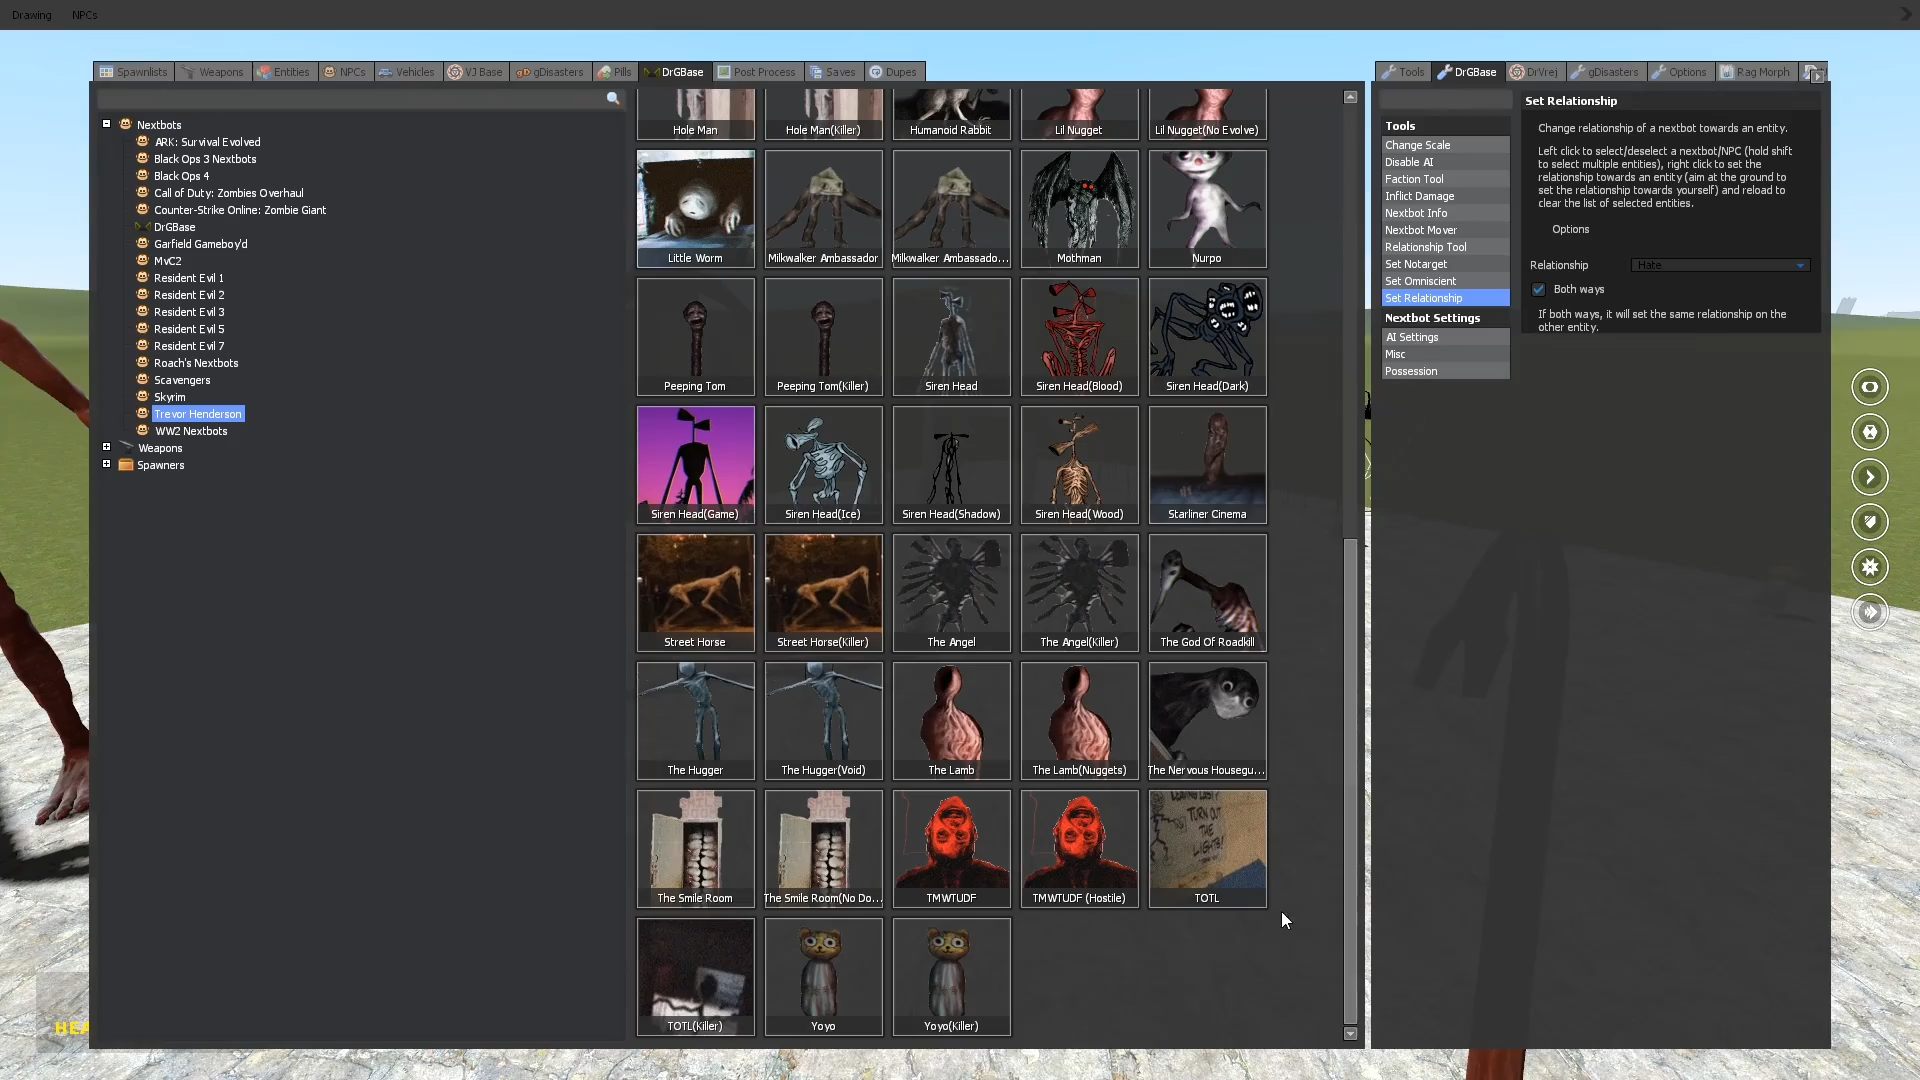 Drawing NPCs
Spawnlists Weapons Entities NPCs Vehicles VJ Base gDisasters Pills DrGBase Post Process Saves Dupes
Nextbots
ARK: Survival Evolved
Black Ops 3 Nextbots
Black Ops 4
Call of Duty: Zombies Overhaul
Counter-Strike Online: Zombie Giant
DrGBase
Garfield Gameboy'd
MvC2
Resident Evil 1
Resident Evil 2
Resident Evil 3
Resident Evil 5
Resident Evil 7
Roach's Nextbots
Scavengers
Skyrim
Trevor Henderson
WW2 Nextbots
Weapons
Spawners
Hole Man Hole Man(Killer) Humanoid Rabbit Lil Nugget Lil Nugget(No Evolve)
Little Worm Milkwalker Ambassador Milkwalker Ambassado... Mothman Nurpo
Peeping Tom Peeping Tom(Killer) Siren Head Siren Head(Blood) Siren Head(Dark)
Siren Head(Game) Siren Head(Ice) Siren Head(Shadow) Siren Head(Wood) Starliner Cinema
Street Horse Street Horse(Killer) The Angel The Angel(Killer) The God Of Roadkill
The Hugger The Hugger(Void) The Lamb The Lamb(Nuggets) The Nervous Housegu...
TURN OUT
THE
LIGHTS!
The Smile Room The Smile Room(No Do... TMWTUDF TMWTUDF (Hostile) TOTL
TOTL(Killer) Yoyo Yoyo(Killer)
HEA
Tools DrGBase DrVrej gDisasters Options Rag Morph
Tools
Change Scale
Disable AI
Faction Tool
Inflict Damage
Nextbot Info
Nextbot Mover
Relationship Tool
Set Notarget
Set Omniscient
Set Relationship
Nextbot Settings
AI Settings
Misc
Possession
Set Relationship
Change relationship of a nextbot towards an entity.
Left click to select/deselect a nextbot/NPC (hold shift
to select multiple entities), right click to set the
relationship towards an entity (aim at the ground to
set the relationship towards yourself) and reload to
clear the list of selected entities.
Options
Relationship Hate
Both ways
If both ways, it will set the same relationship on the
other entity.